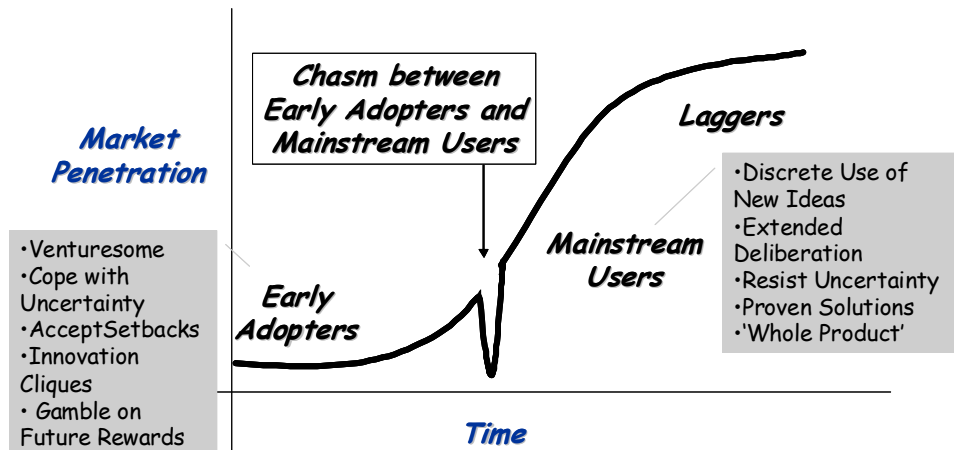 Chasm between
Early Adopters and
Mainstream Users
Market
Penetration
Laggers
•Discrete Use of
New Ideas
•Extended
Deliberation
•Resist Uncertainty
•Proven Solutions
•‘Whole Product’
Mainstream
Users
•Venturesome
•Cope with
Uncertainty
•AcceptSetbacks
•Innovation
Cliques
• Gamble on
Future Rewards
Early
Adopters
Time